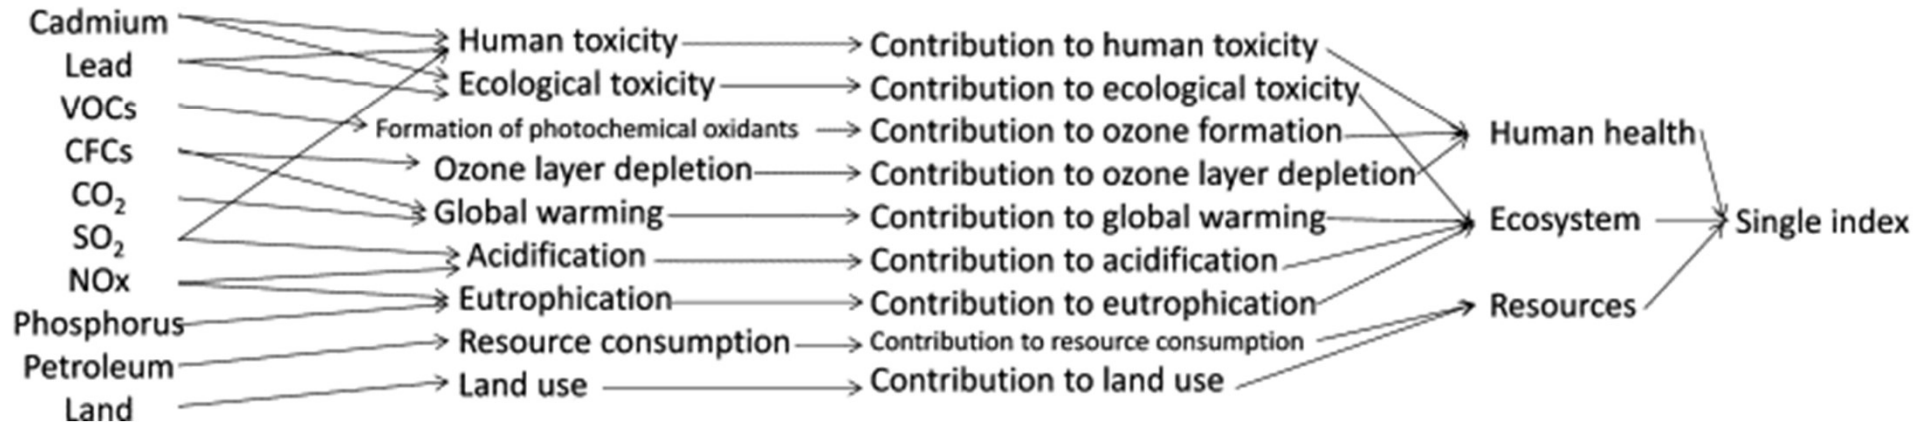 Cadmium
Lead
VOCs
CFCs
CO₂
SO₂
NOx
Phosphorus
Petroleum
Land
Human toxicity
Ecological toxicity
Formation of photochemical oxidants
Ozone layer depletion
Global warming
Acidification
Eutrophication
Resource consumption
Land use
Contribution to human toxicity
Contribution to ecological toxicity
Contribution to ozone formation
Contribution to ozone layer depletion
Contribution to global warming
Contribution to acidification
Contribution to eutrophication
Contribution to resource consumption
Contribution to land use
Human health
Ecosystem
Resources
Single index